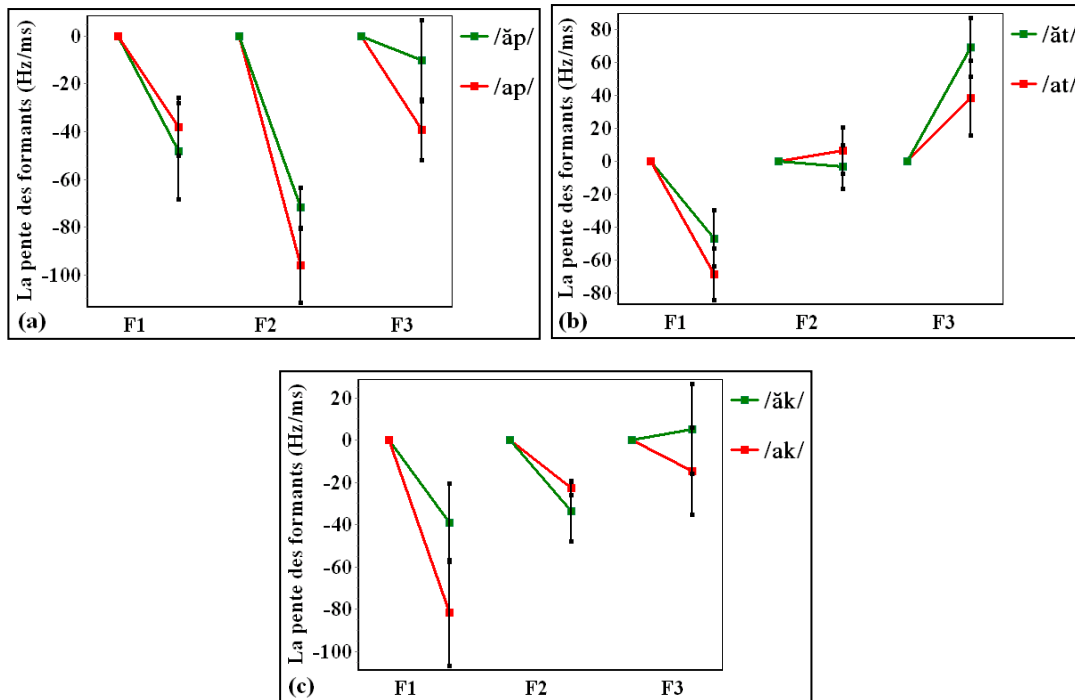 La pente des formants (Hz/ms)
0
-20
-40
-60
-80
-100
F1 F2 F3
(a)
/ăp/
/ap/
La pente des formants (Hz/ms)
80
60
40
20
0
-20
-40
-60
-80
F1 F2 F3
(b)
/ăt/
/at/
La pente des formants (Hz/ms)
20
0
-20
-40
-60
-80
-100
F1 F2 F3
(c)
/ăk/
/ak/